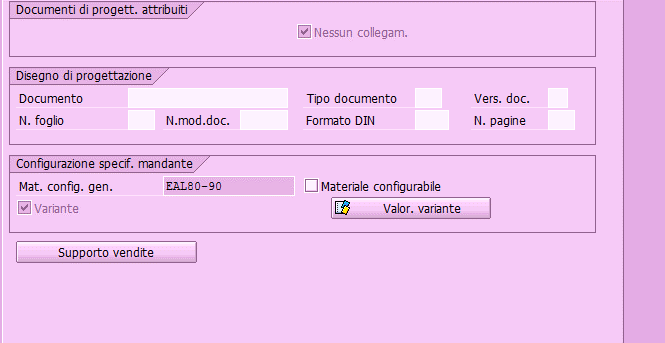 Documenti di progett. attribuiti
Nessun collegam.
Disegno di progettazione
Documento Tipo documento Vers. doc.
N. foglio N.mod.doc. Formato DIN N. pagine
Configurazione specif. mandante
Mat. config. gen. EAL80-90 Materiale configurabile
Variante Valor. variante
Supporto vendite